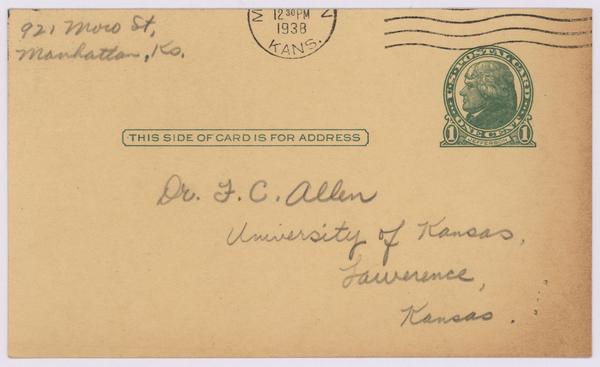 921 Moro St,
Manhattan, Ks.
12 30 PM
1938
KANS.
U.S. POSTAL CARD
1 ONE CENT 1
JEFFERSON
THIS SIDE OF CARD IS FOR ADDRESS
Dr. F. C. Allen
University of Kansas,
Lawerence,
Kansas.